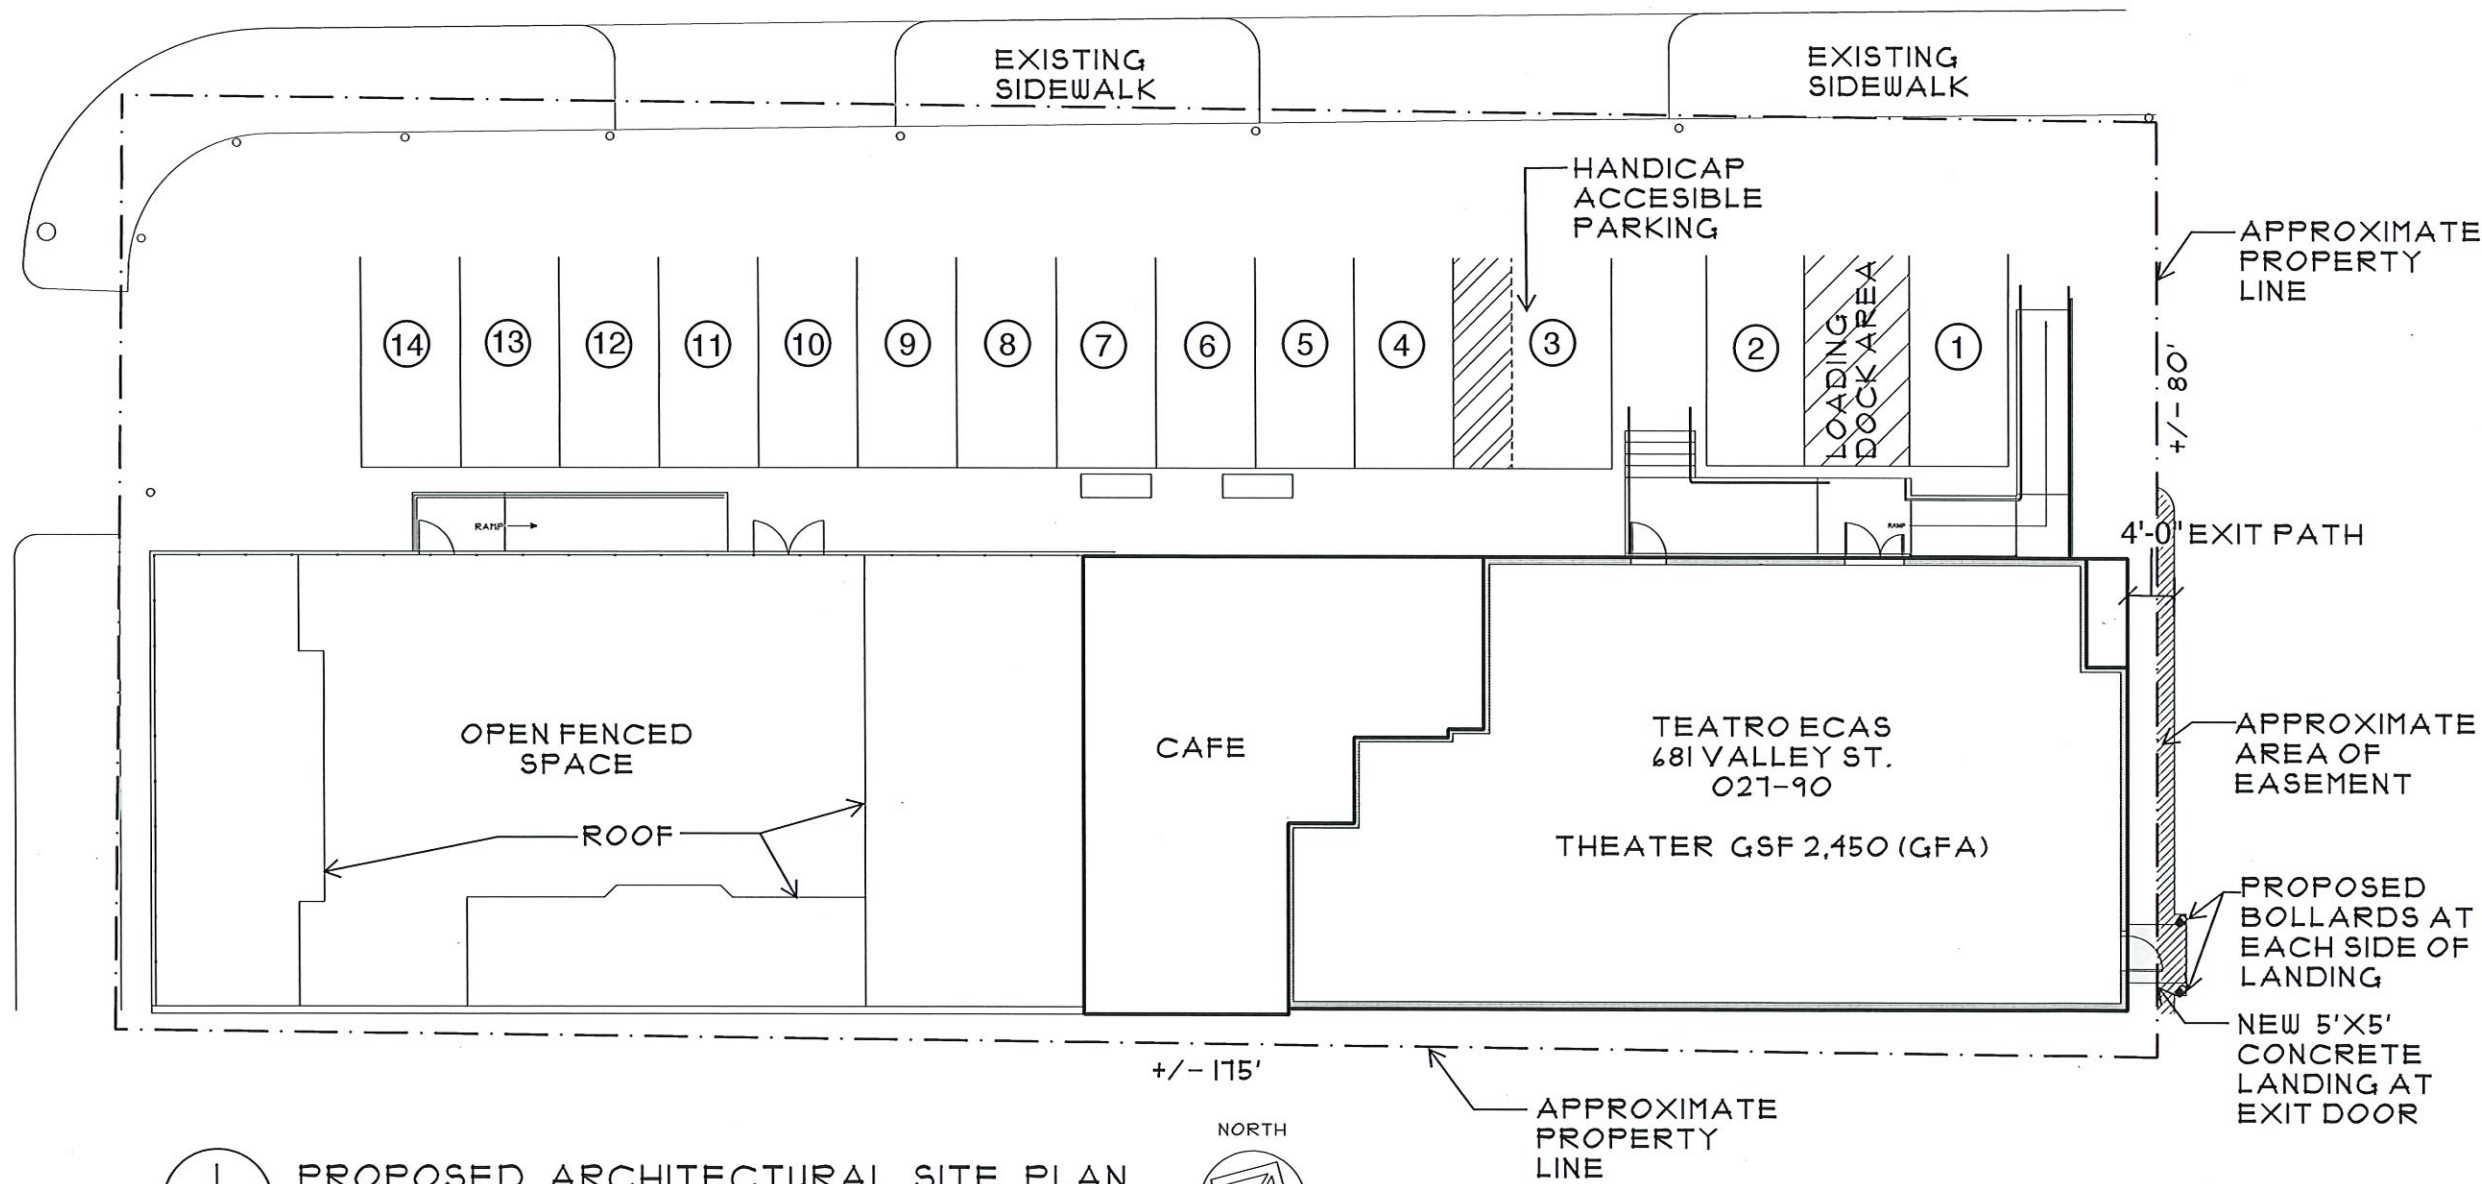 EXISTING
SIDEWALK
EXISTING
SIDEWALK
HANDICAP
ACCESIBLE
PARKING
APPROXIMATE
PROPERTY
LINE
14
13
12
11
10
9
8
7
6
5
4
3
2
LOADING
DOCK AREA
1
+/- 80'
RAMP
RAMP
4'-0" EXIT PATH
OPEN FENCED
SPACE
ROOF
CAFE
TEATRO ECAS
681 VALLEY ST.
027-90
THEATER GSF 2,450 (GFA)
APPROXIMATE
AREA OF
EASEMENT
PROPOSED
BOLLARDS AT
EACH SIDE OF
LANDING
NEW 5'X5'
CONCRETE
LANDING AT
EXIT DOOR
+/- 175'
APPROXIMATE
PROPERTY
LINE
NORTH
1
PROPOSED ARCHITECTURAL SITE PLAN